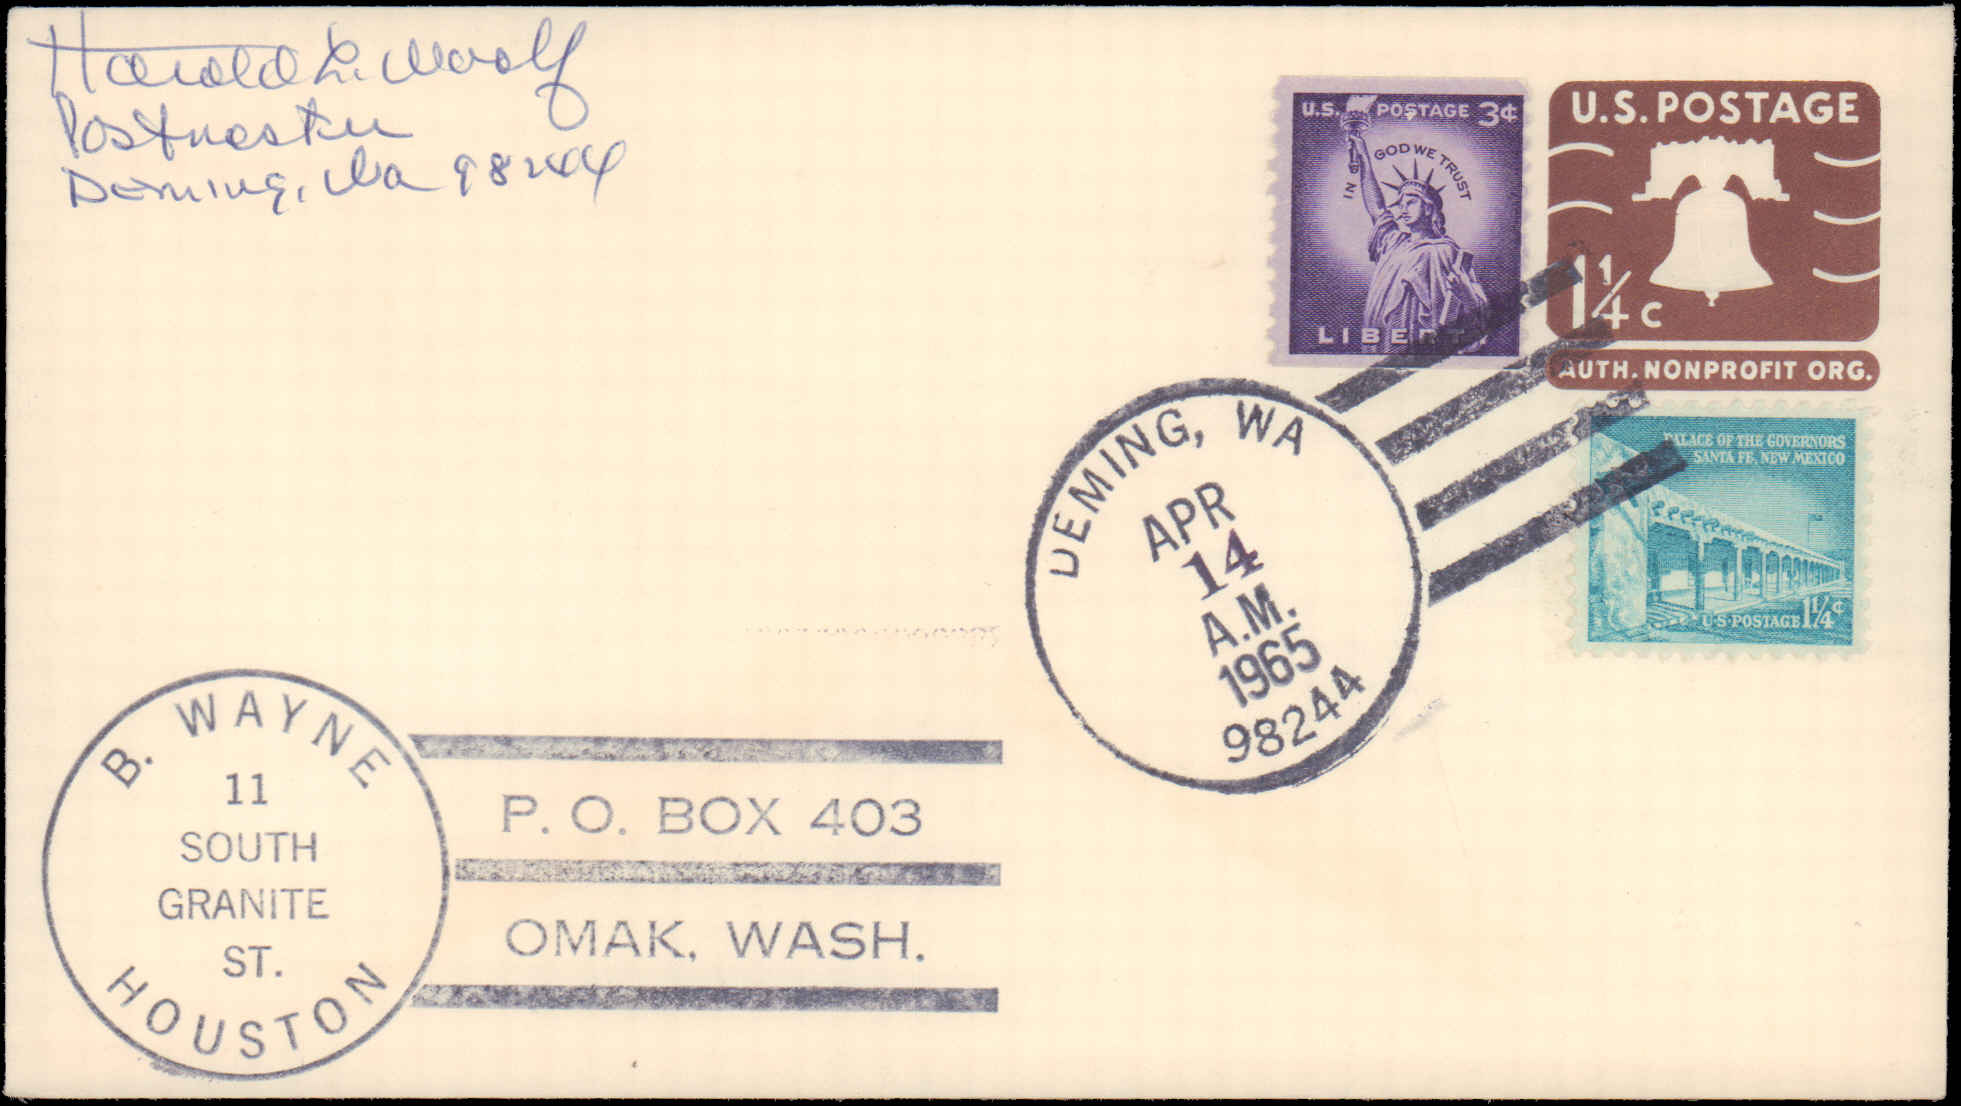 Harold L. Woolf
Postmaster
Deming, Wa 98244
U.S. POSTAGE 3¢
IN GOD WE TRUST
LIBERTY
U.S. POSTAGE
1 1/4 c
AUTH. NONPROFIT ORG.
PALACE OF THE GOVERNORS
SANTA FE, NEW MEXICO
U·S·POSTAGE 1 1/4¢
DEMING, WA
APR
14
A.M.
1965
98244
B. WAYNE
11
SOUTH
GRANITE
ST.
HOUSTON
P. O. BOX 403
OMAK, WASH.